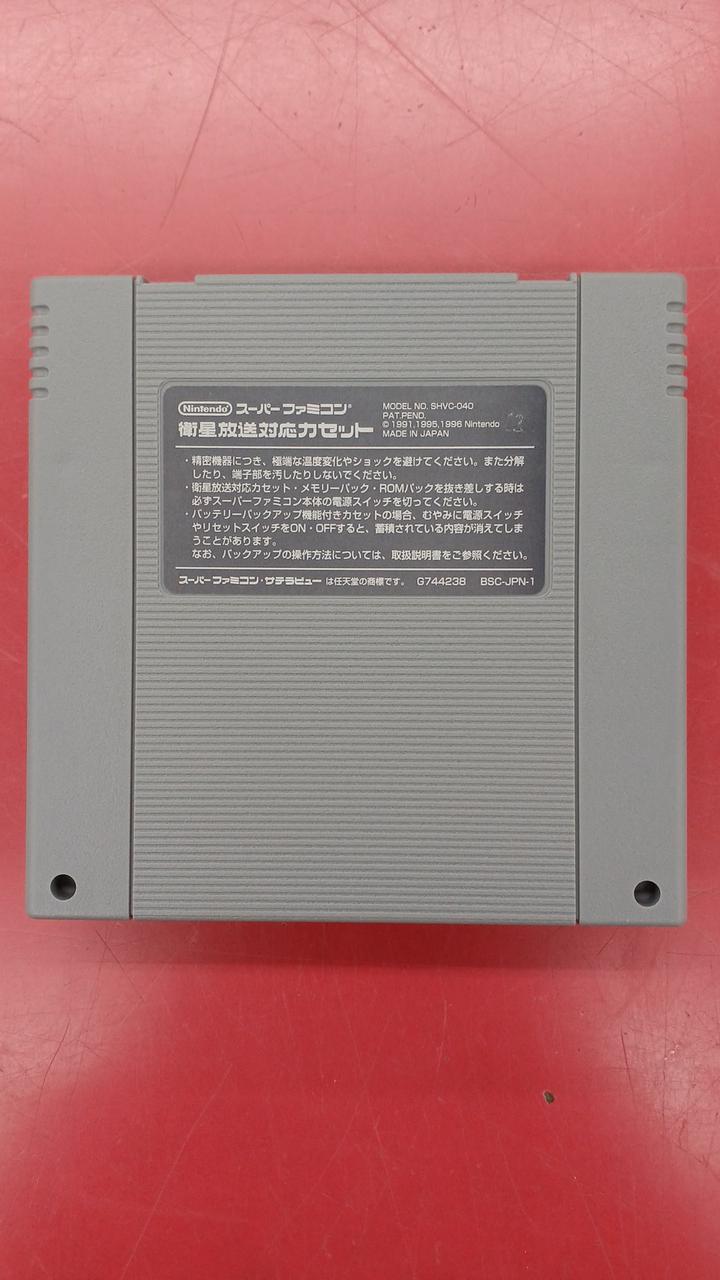 Nintendo スーパーファミコン®
衛星放送対応カセット
MODEL NO. SHVC-040
PAT.PEND.
© 1991,1995,1996 Nintendo
MADE IN JAPAN
・精密機器につき、極端な温度変化やショックを避けてください。また分解
したり、端子部を汚したりしないでください。
・衛星放送対応カセット・メモリーパック・ROMパックを抜き差しする時は
必ずスーパーファミコン本体の電源スイッチを切ってください。
・バッテリーバックアップ機能付きカセットの場合、むやみに電源スイッチ
やリセットスイッチをON・OFFすると、蓄積されている内容が消えてしま
うことがあります。
なお、バックアップの操作方法については、取扱説明書をご参照ください。
スーパーファミコン・サテラビューは任天堂の商標です。 G744238 BSC-JPN-1